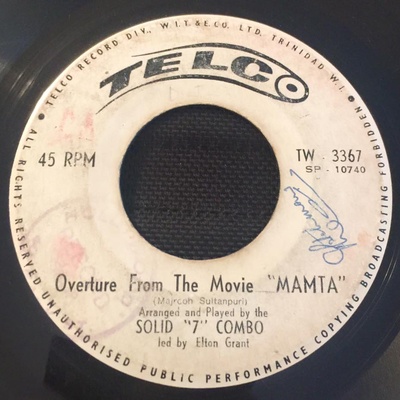 TELCO RECORD DIV., W.I.T. & E. CO. LTD. TRINIDAD W.I.
TELCO
45 RPM
TW - 3367
SP - 10740
Overture From The Movie "MAMTA"
(Majrooh Sultanpuri)
Arranged and Played by the
SOLID "7" COMBO
led by Elton Grant
ALL RIGHTS RESERVED UNAUTHORISED PUBLIC PERFORMANCE COPYING BROADCASTING FORBIDDEN